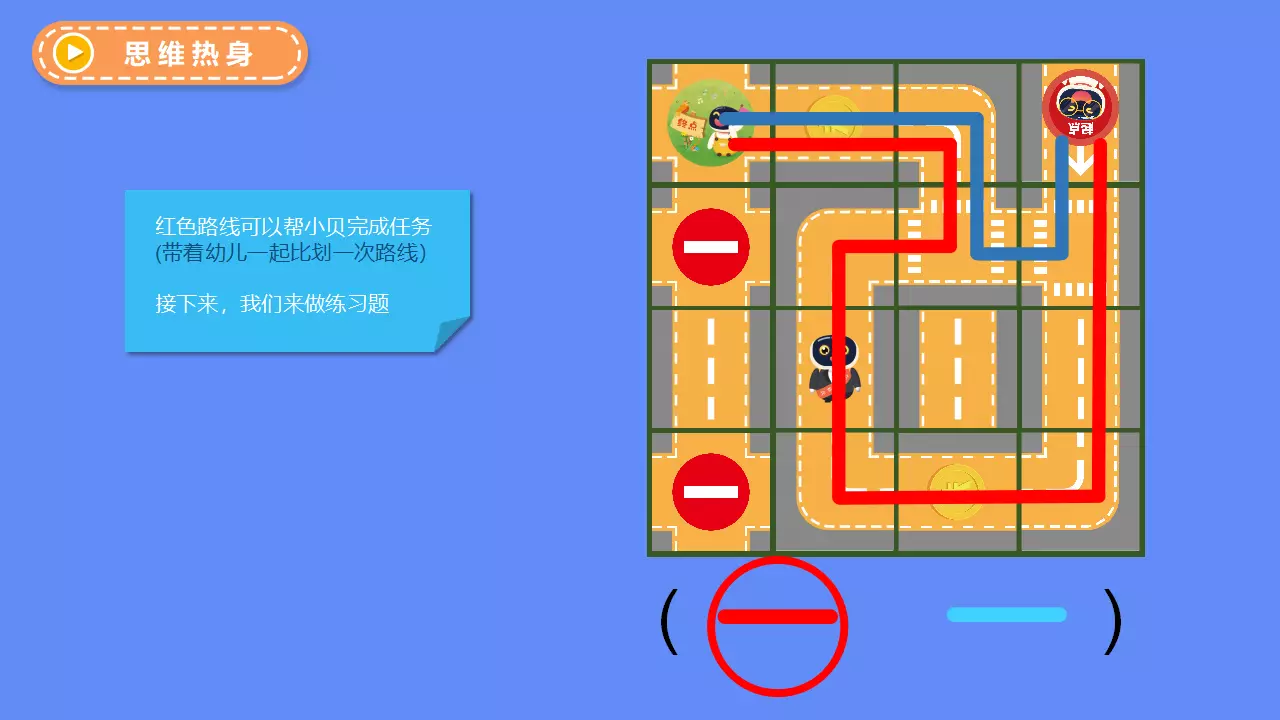 思维热身
红色路线可以帮小贝完成任务
(带着幼儿一起比划一次路线)
接下来，我们来做练习题
终点
起点
( )